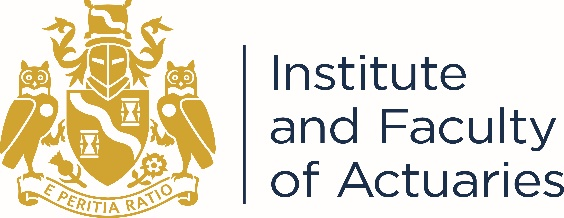 E PERITIA RATIO
Institute
and Faculty
of Actuaries